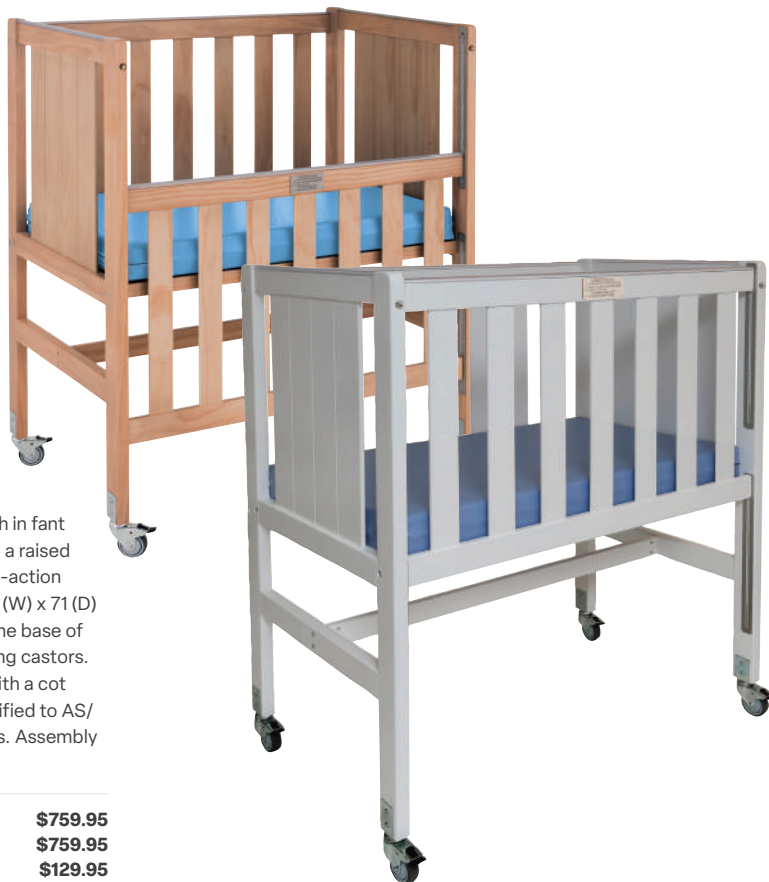 h in fant
a raised
-action
(W) x 71 (D)
ne base of
ng castors.
ith a cot
ified to AS/
s. Assembly
$759.95
$759.95
$129.95